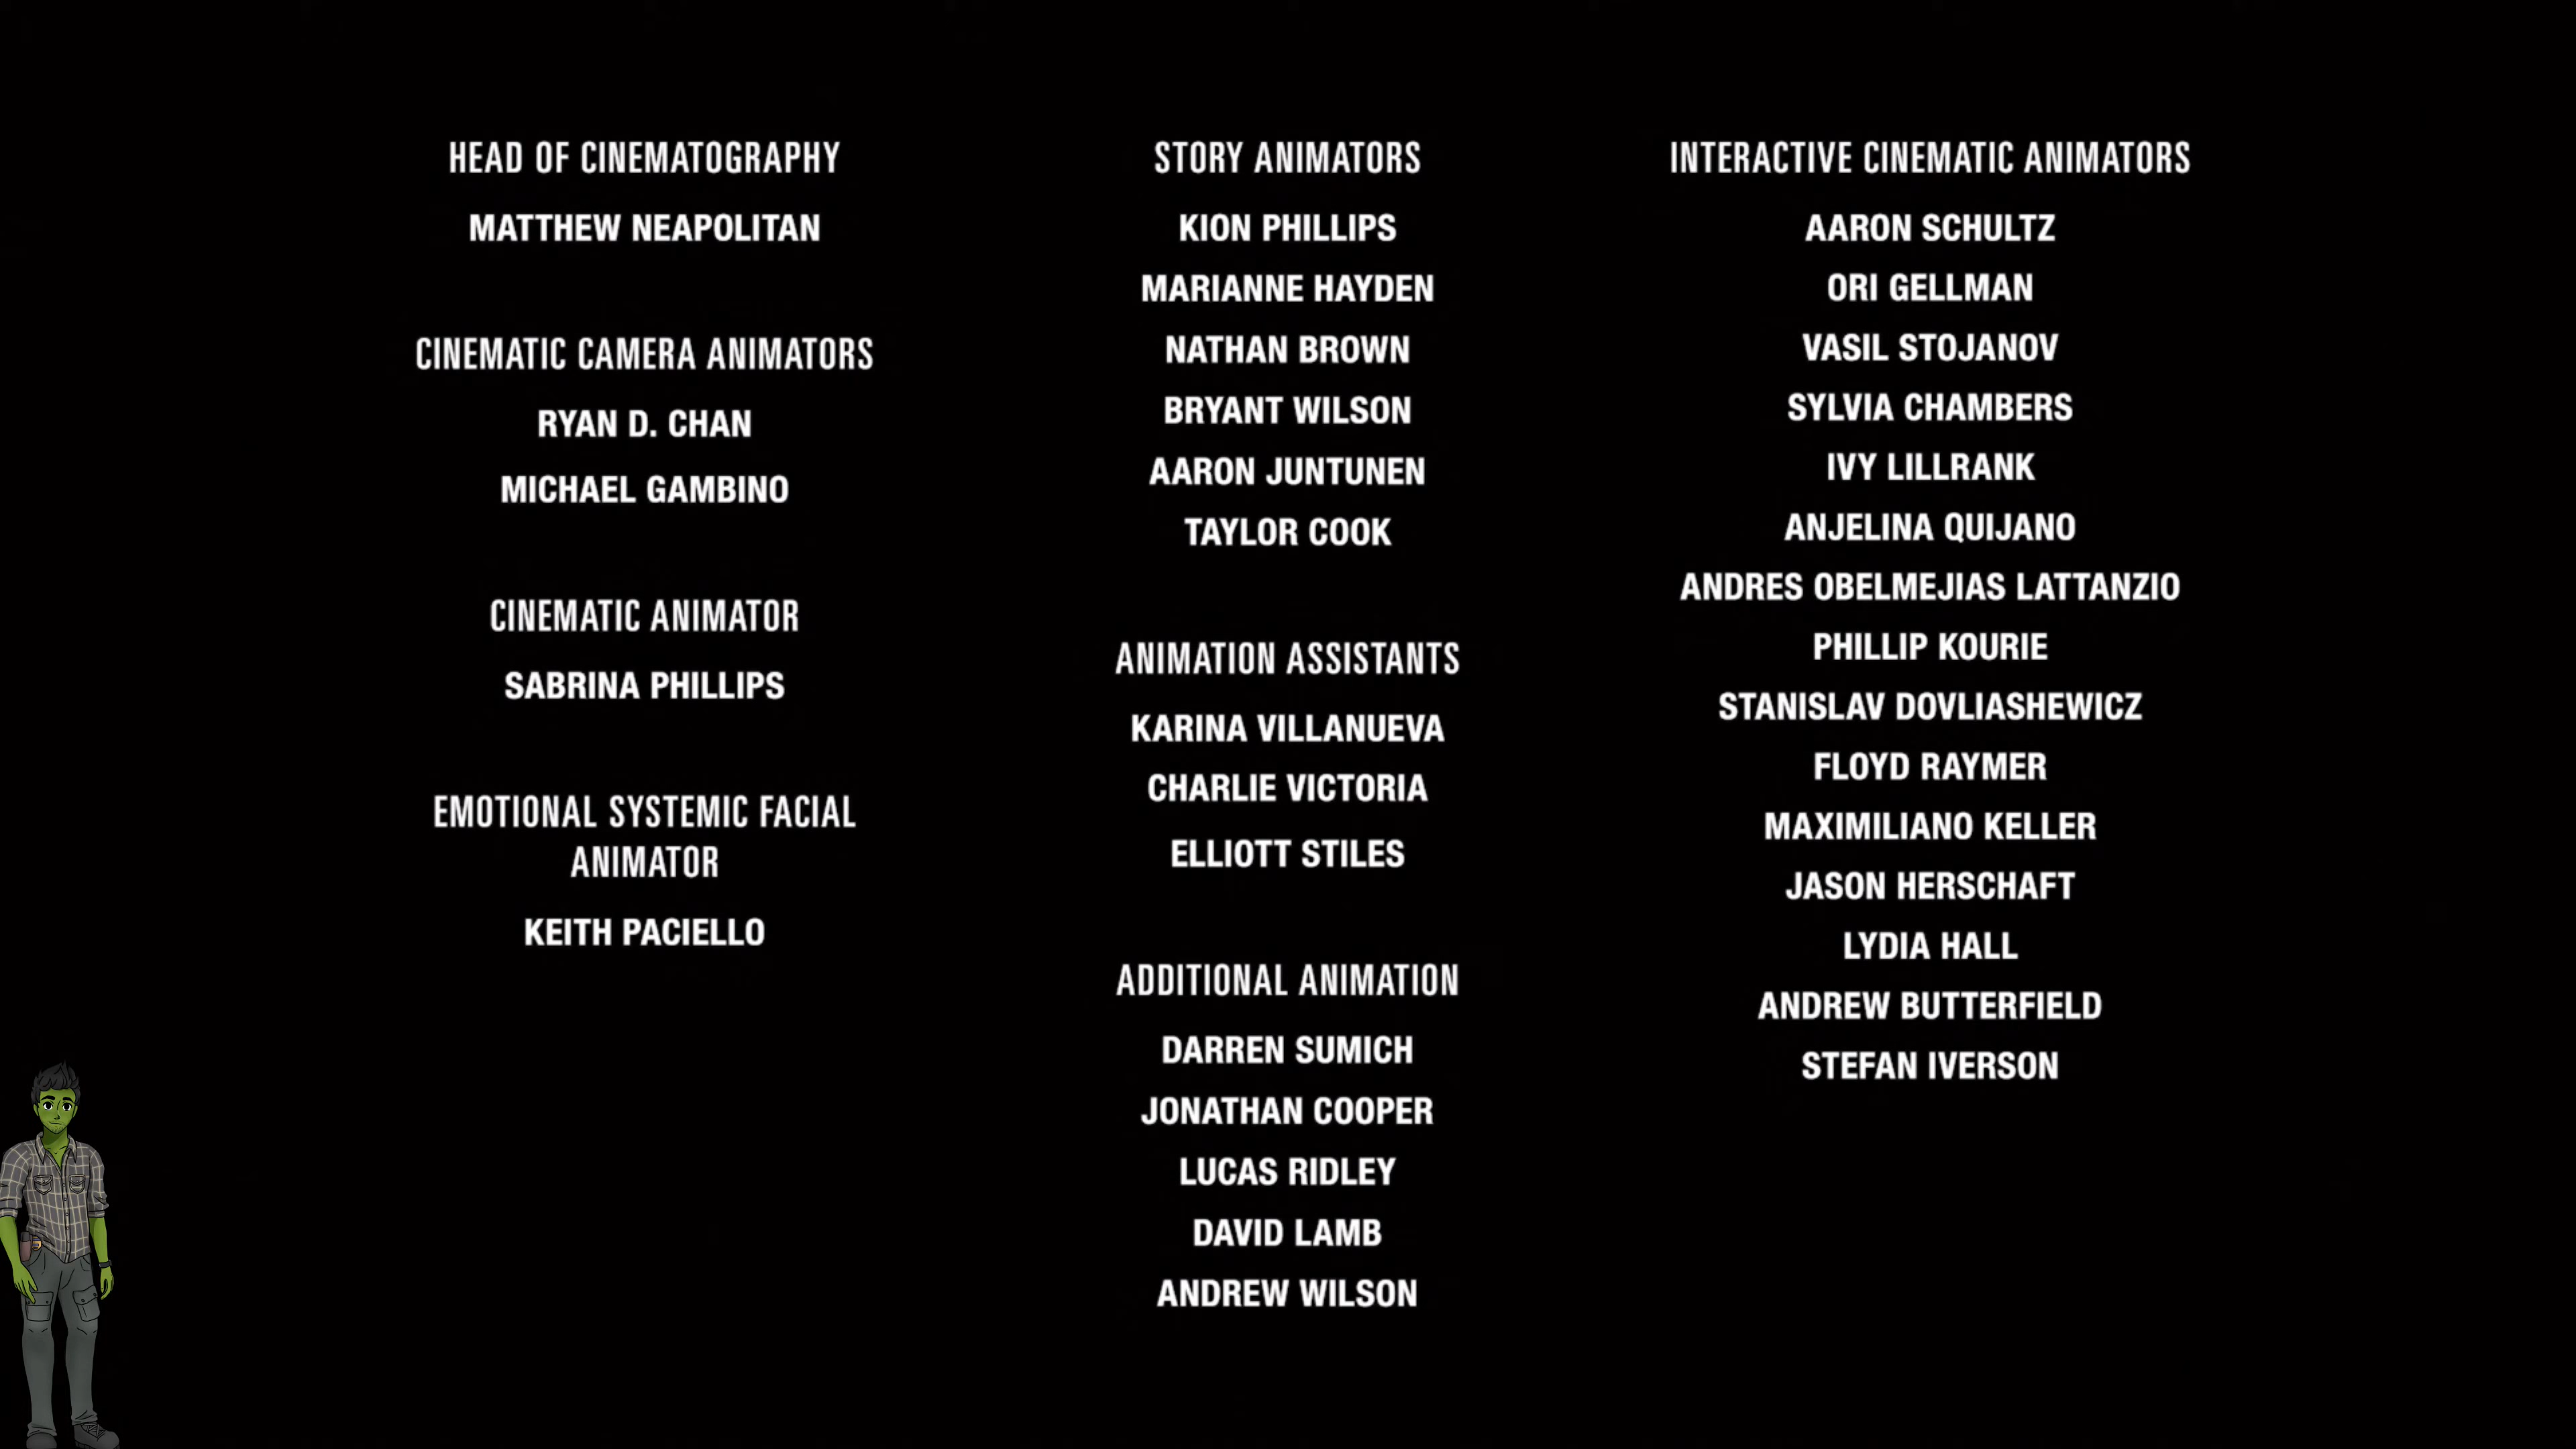 HEAD OF CINEMATOGRAPHY
MATTHEW NEAPOLITAN
CINEMATIC CAMERA ANIMATORS
RYAN D. CHAN
MICHAEL GAMBINO
CINEMATIC ANIMATOR
SABRINA PHILLIPS
EMOTIONAL SYSTEMIC FACIAL
ANIMATOR
KEITH PACIELLO
STORY ANIMATORS
KION PHILLIPS
MARIANNE HAYDEN
NATHAN BROWN
BRYANT WILSON
AARON JUNTUNEN
TAYLOR COOK
ANIMATION ASSISTANTS
KARINA VILLANUEVA
CHARLIE VICTORIA
ELLIOTT STILES
ADDITIONAL ANIMATION
DARREN SUMICH
JONATHAN COOPER
LUCAS RIDLEY
DAVID LAMB
ANDREW WILSON
INTERACTIVE CINEMATIC ANIMATORS
AARON SCHULTZ
ORI GELLMAN
VASIL STOJANOV
SYLVIA CHAMBERS
IVY LILLRANK
ANJELINA QUIJANO
ANDRES OBELMEJIAS LATTANZIO
PHILLIP KOURIE
STANISLAV DOVLIASHEWICZ
FLOYD RAYMER
MAXIMILIANO KELLER
JASON HERSCHAFT
LYDIA HALL
ANDREW BUTTERFIELD
STEFAN IVERSON